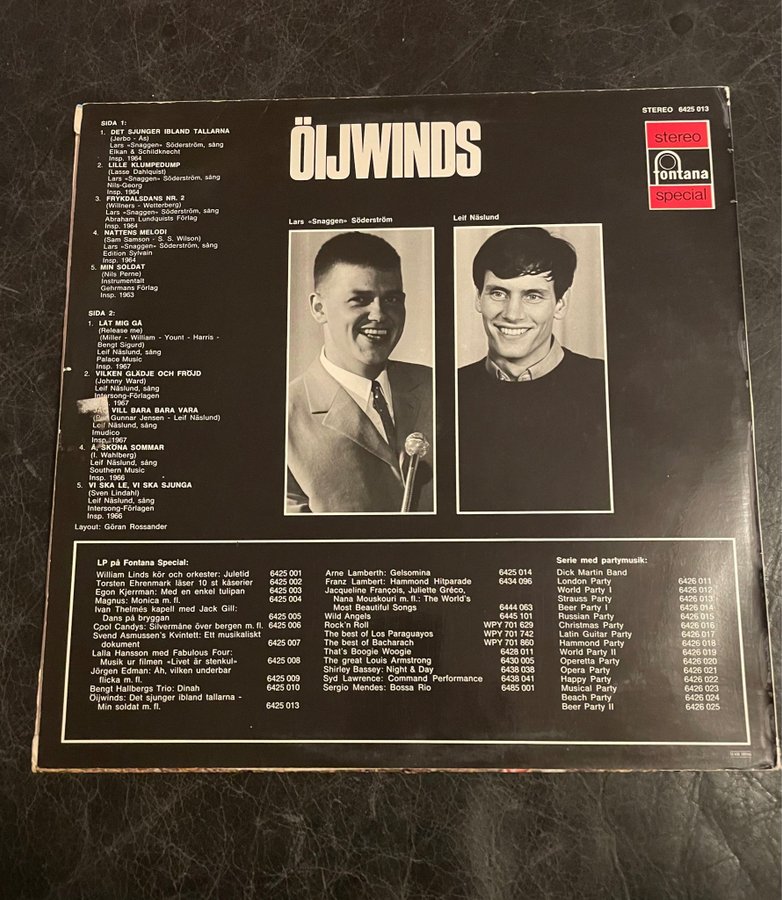 STEREO 6425 013
ÖIJWINDS
stereo
fontana
special
SIDA 1:
1. DET SJUNGER IBLAND TALLARNA
(Jerbo - Ås)
Lars »Snaggen» Söderström, sång
Elkan & Schildknecht
Insp. 1964
2. LILLE KLUMPEDUMP
(Lasse Dahlquist)
Lars »Snaggen» Söderström, sång
Nils-Georg
Insp. 1964
3. FRYKDALSDANS NR. 2
(Willners - Wetterberg)
Lars »Snaggen» Söderström, sång
Abraham Lundquists Förlag
Insp. 1964
4. NATTENS MELODI
(Sam Samson - S. S. Wilson)
Lars »Snaggen» Söderström, sång
Edition Sylvain
Insp. 1964
5. MIN SOLDAT
(Nils Perne)
Instrumentalt
Gehrmans Förlag
Insp. 1963
SIDA 2:
1. LÅT MIG GÅ
(Release me)
(Miller - William - Yount - Harris -
Bengt Sigurd)
Leif Näslund, sång
Palace Music
Insp. 1967
2. VILKEN GLÄDJE OCH FRÖJD
(Johnny Ward)
Leif Näslund, sång
Intersong-Förlagen
1967
VILL BARA BARA VARA
Gunnar Jensen - Leif Näslund)
Leif Näslund, sång
Imudico
Insp. 1967
4. Å, SKÖNA SOMMAR
(I. Wahlberg)
Leif Näslund, sång
Southern Music
Insp. 1966
5. VI SKA LE, VI SKA SJUNGA
(Sven Lindahl)
Leif Näslund, sång
Intersong-Förlagen
Insp. 1966
Layout: Göran Rossander
Lars »Snaggen» Söderström
Leif Näslund
LP på Fontana Special:
William Linds kör och orkester: Juletid 6425 001
Torsten Ehrenmark läser 10 st kåserier 6425 002
Egon Kjerrman: Med en enkel tulipan 6425 003
Magnus: Monica m. fl. 6425 004
Ivan Thelmés kapell med Jack Gill:
Dans på bryggan 6425 005
Cool Candys: Silvermåne över bergen m. fl. 6425 006
Svend Asmussen's Kvintett: Ett musikaliskt
dokument 6425 007
Lalla Hansson med Fabulous Four:
Musik ur filmen »Livet är stenkul» 6425 008
Jörgen Edman: Åh, vilken underbar
flicka m. fl. 6425 009
Bengt Hallbergs Trio: Dinah 6425 010
Öijwinds: Det sjunger ibland tallarna -
Min soldat m. fl. 6425 013
Arne Lamberth: Gelsomina 6425 014
Franz Lambert: Hammond Hitparade 6434 096
Jacqueline François, Juliette Gréco,
Nana Mouskouri m. fl.: The World's
Most Beautiful Songs 6444 063
Wild Angels 6445 101
Rock'n Roll WPY 701 629
The best of Los Paraguayos WPY 701 742
The best of Bacharach WPY 701 860
That's Boogie Woogie 6428 011
The great Louis Armstrong 6430 005
Shirley Bassey: Night & Day 6438 038
Syd Lawrence: Command Performance 6438 041
Sergio Mendes: Bossa Rio 6485 001
Serie med partymusik:
Dick Martin Band
London Party 6426 011
World Party I 6426 012
Strauss Party 6426 013
Beer Party I 6426 014
Russian Party 6426 015
Christmas Party 6426 016
Latin Guitar Party 6426 017
Hammond Party 6426 018
World Party II 6426 019
Operetta Party 6426 020
Opera Party 6426 021
Happy Party 6426 022
Musical Party 6426 023
Beach Party 6426 024
Beer Party II 6426 025